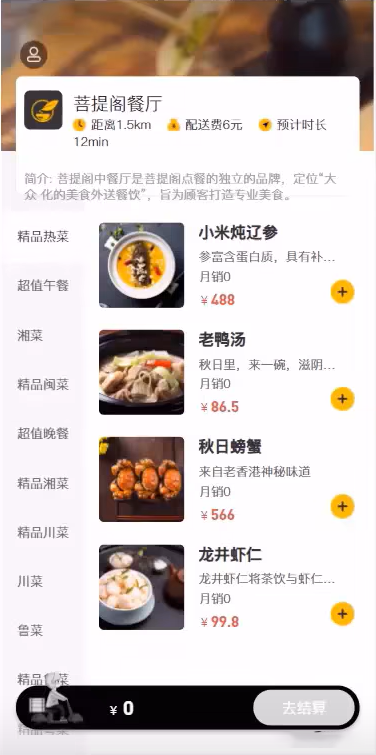 菩提阁餐厅
距离1.5km 配送费6元 预计时长
12min
简介: 菩提阁中餐厅是菩提阁点餐的独立的品牌，定位“大
众 化的美食外送餐饮”，旨为顾客打造专业美食。
精品热菜
超值午餐
湘菜
精品闽菜
超值晚餐
精品湘菜
精品川菜
川菜
鲁菜
小米炖辽参
参富含蛋白质，具有补...
月销0
￥488
老鸭汤
秋日里，来一碗，滋阴...
月销0
￥86.5
秋日螃蟹
来自老香港神秘味道
月销0
￥566
龙井虾仁
龙井虾仁将茶饮与虾仁...
月销0
￥99.8
￥ 0
去结算